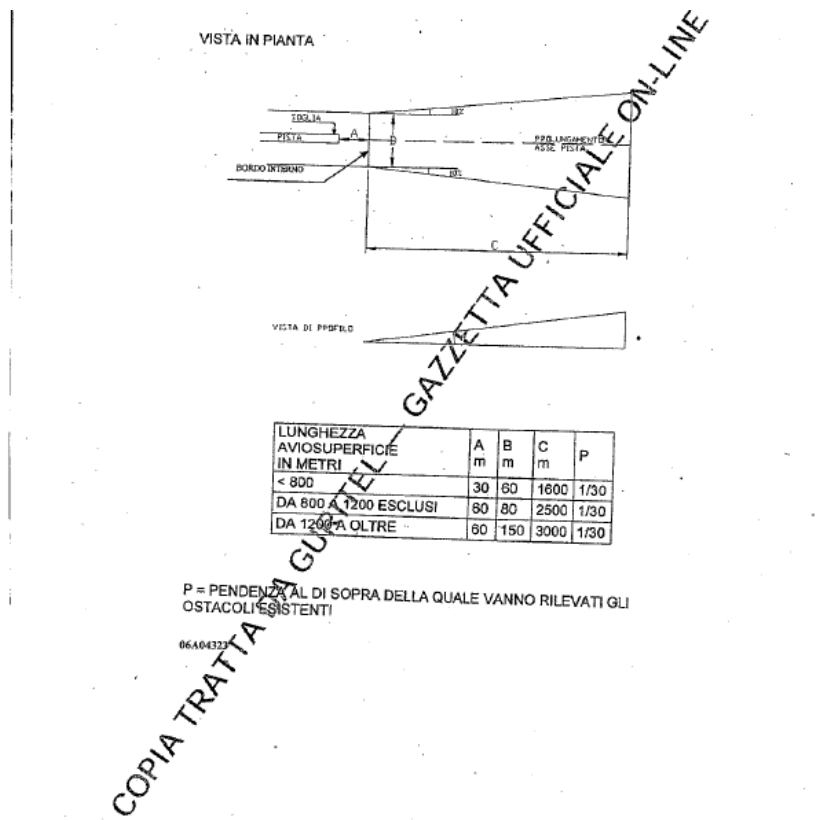 VISTA IN PIANTA
SOGLIA
PISTA
A
B
10%
PROLUNGAMENTO
ASSE PISTA
BORDO INTERNO
10%
C
VISTA DI PROFILO
LUNGHEZZA AVIOSUPERFICIE IN METRI | A m | B m | C m | P
< 800 | 30 | 60 | 1600 | 1/30
DA 800 A 1200 ESCLUSI | 60 | 80 | 2500 | 1/30
DA 1200 A OLTRE | 60 | 150 | 3000 | 1/30
P = PENDENZA AL DI SOPRA DELLA QUALE VANNO RILEVATI GLI
OSTACOLI ESISTENTI
06A04323
COPIA TRATTA DA GURITEL — GAZZETTA UFFICIALE ON-LINE